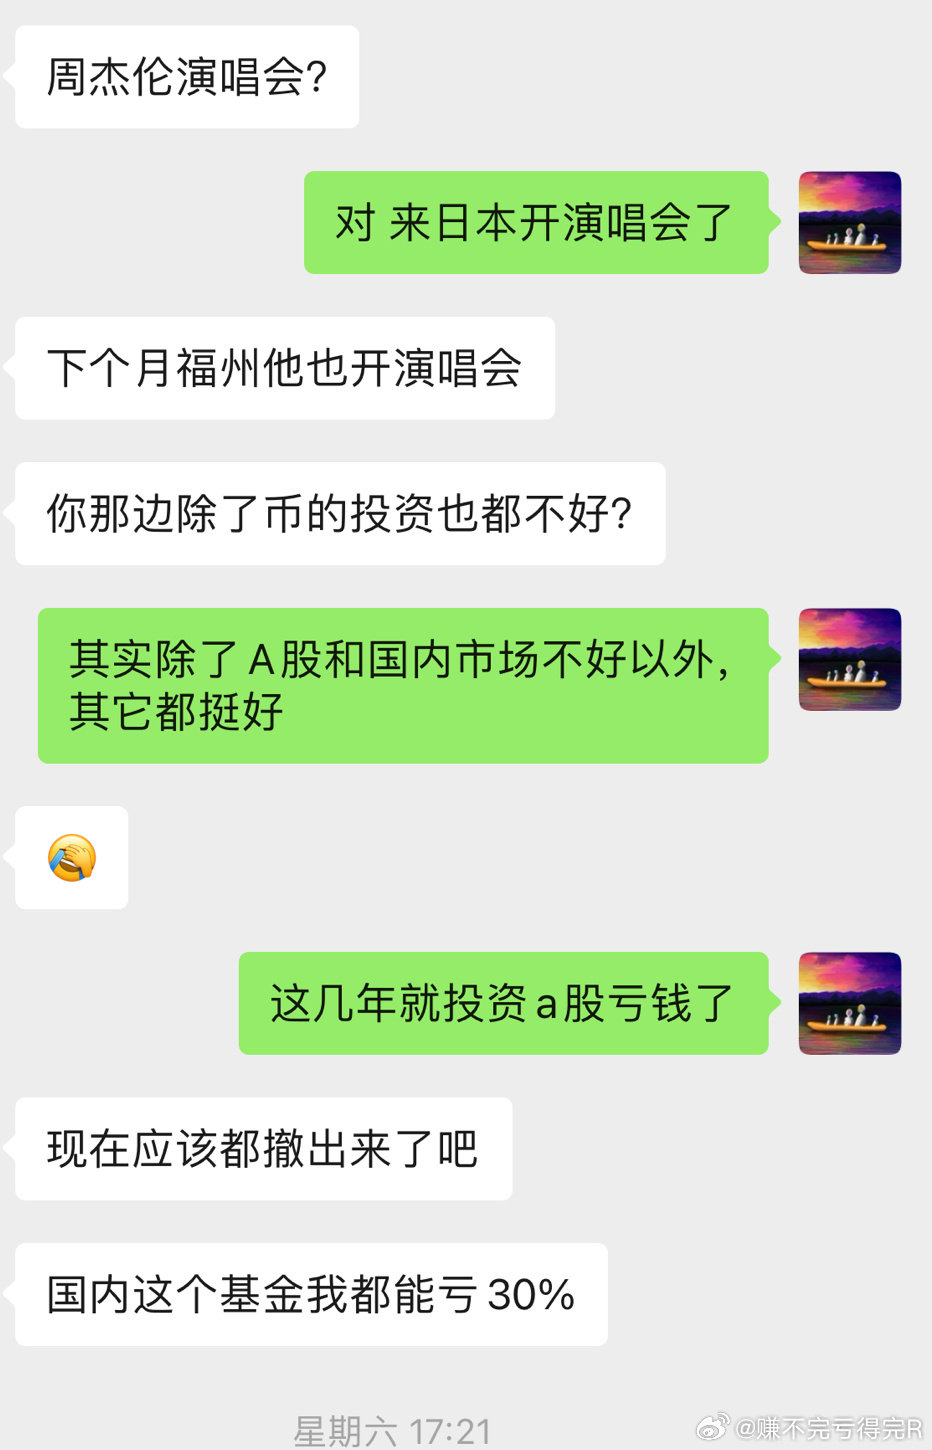 周杰伦演唱会?
对 来日本开演唱会了
下个月福州他也开演唱会
你那边除了币的投资也都不好?
其实除了A股和国内市场不好以外,
其它都挺好
这几年就投资a股亏钱了
现在应该都撤出来了吧
国内这个基金我都能亏30%
星期六 17:21
@赚不完亏得完R